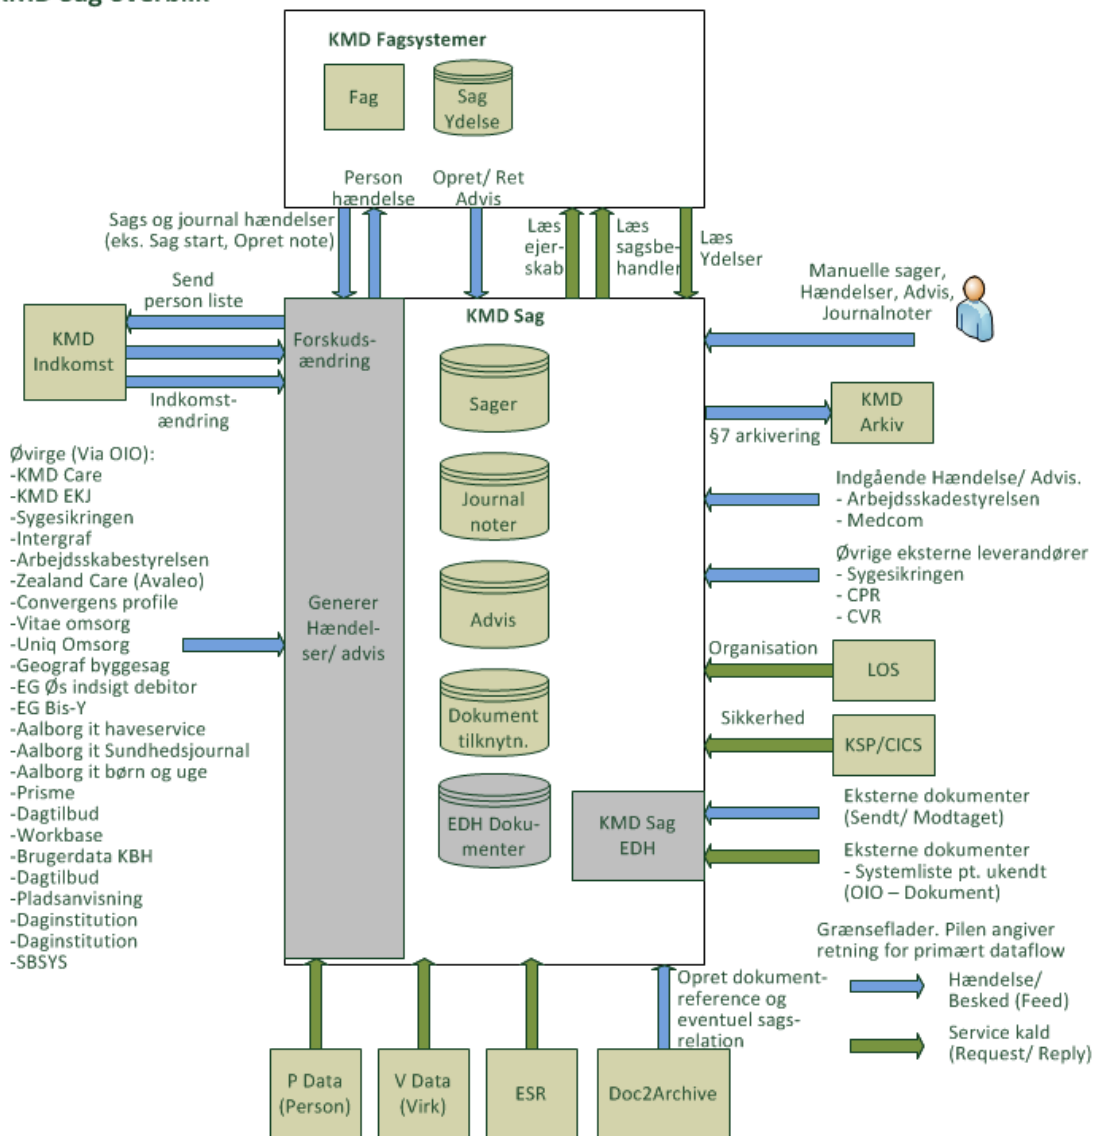 KMD Fagsystemer
Fag
Sag
Ydelse
Person
hændelse
Opret/ Ret
Advis
Sags og journal hændelser
(eks. Sag start, Opret note)
Læs
ejer-
skab
Læs
sagsbe-
handler
Læs
Ydelser
Send
person liste
KMD
Indkomst
Indkomst-
ændring
Forskuds-
ændring
KMD Sag
Manuelle sager,
Hændelser, Advis,
Journalnoter
Sager
KMD
Arkiv
§7 arkivering
Øvirge (Via OIO):
-KMD Care
-KMD EKJ
-Sygesikringen
-Intergraf
-Arbejdsskabestyrelsen
-Zealand Care (Avaleo)
-Convergens profile
-Vitae omsorg
-Uniq Omsorg
-Geograf byggesag
-EG Øs indsigt debitor
-EG Bis-Y
-Aalborg it haveservice
-Aalborg it Sundhedsjournal
-Aalborg it børn og uge
-Prisme
-Dagtilbud
-Workbase
-Brugerdata KBH
-Dagtilbud
-Pladsanvisning
-Daginstitution
-Daginstitution
-SBSYS
Generer
Hændel-
ser/ advis
Journal
noter
Advis
Dokument
tilknytn.
EDH Doku-
menter
KMD Sag
EDH
Indgående Hændelse/ Advis.
- Arbejdsskadestyrelsen
- Medcom
Øvrige eksterne leverandører
- Sygesikringen
- CPR
- CVR
Organisation
LOS
Sikkerhed
KSP/CICS
Eksterne dokumenter
(Sendt/ Modtaget)
Eksterne dokumenter
- Systemliste pt. ukendt
(OIO – Dokument)
Grænseflader. Pilen angiver
retning for primært dataflow
Hændelse/
Besked (Feed)
Service kald
(Request/ Reply)
Opret dokument-
reference og
eventuel sags-
relation
P Data
(Person)
V Data
(Virk)
ESR
Doc2Archive